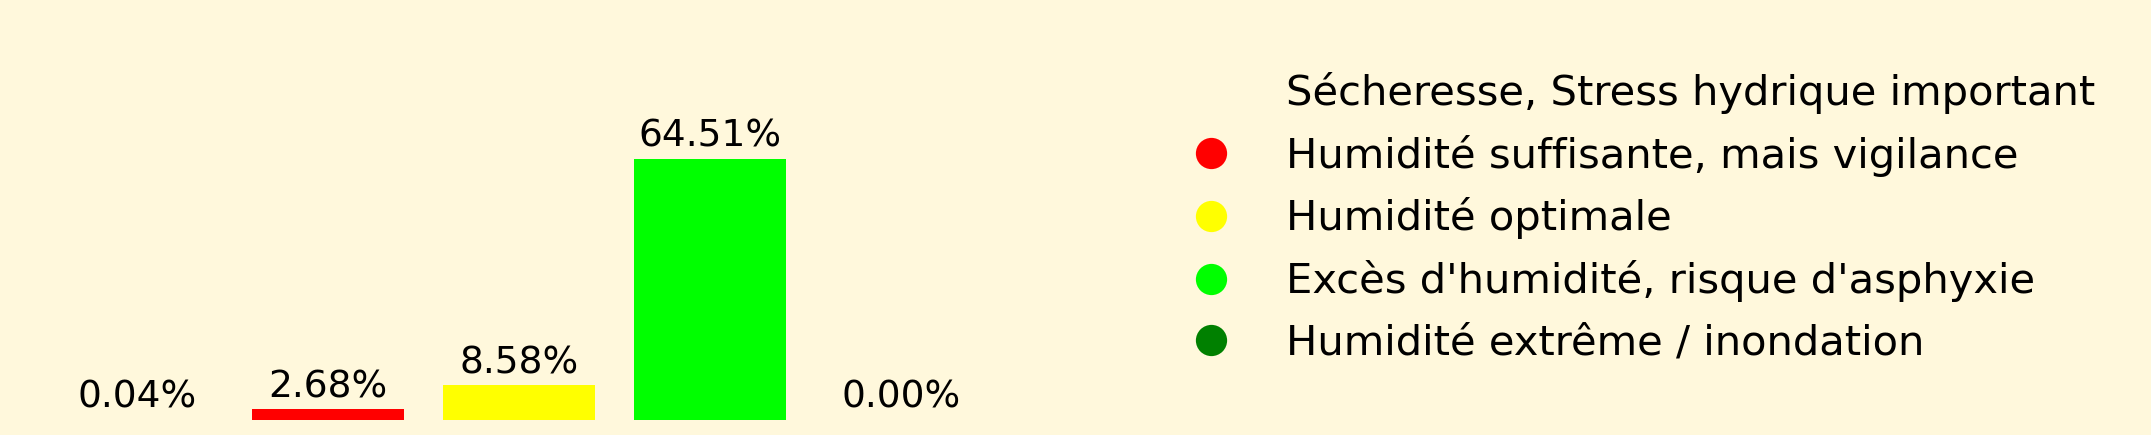 0.04%
2.68%
8.58%
64.51%
0.00%
Sécheresse, Stress hydrique important
Humidité suffisante, mais vigilance
Humidité optimale
Excès d'humidité, risque d'asphyxie
Humidité extrême / inondation